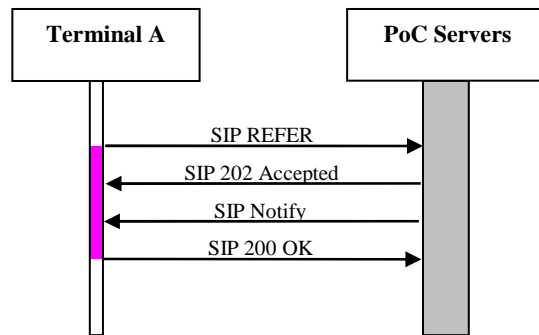 Terminal A
PoC Servers
SIP REFER
SIP 202 Accepted
SIP Notify
SIP 200 OK